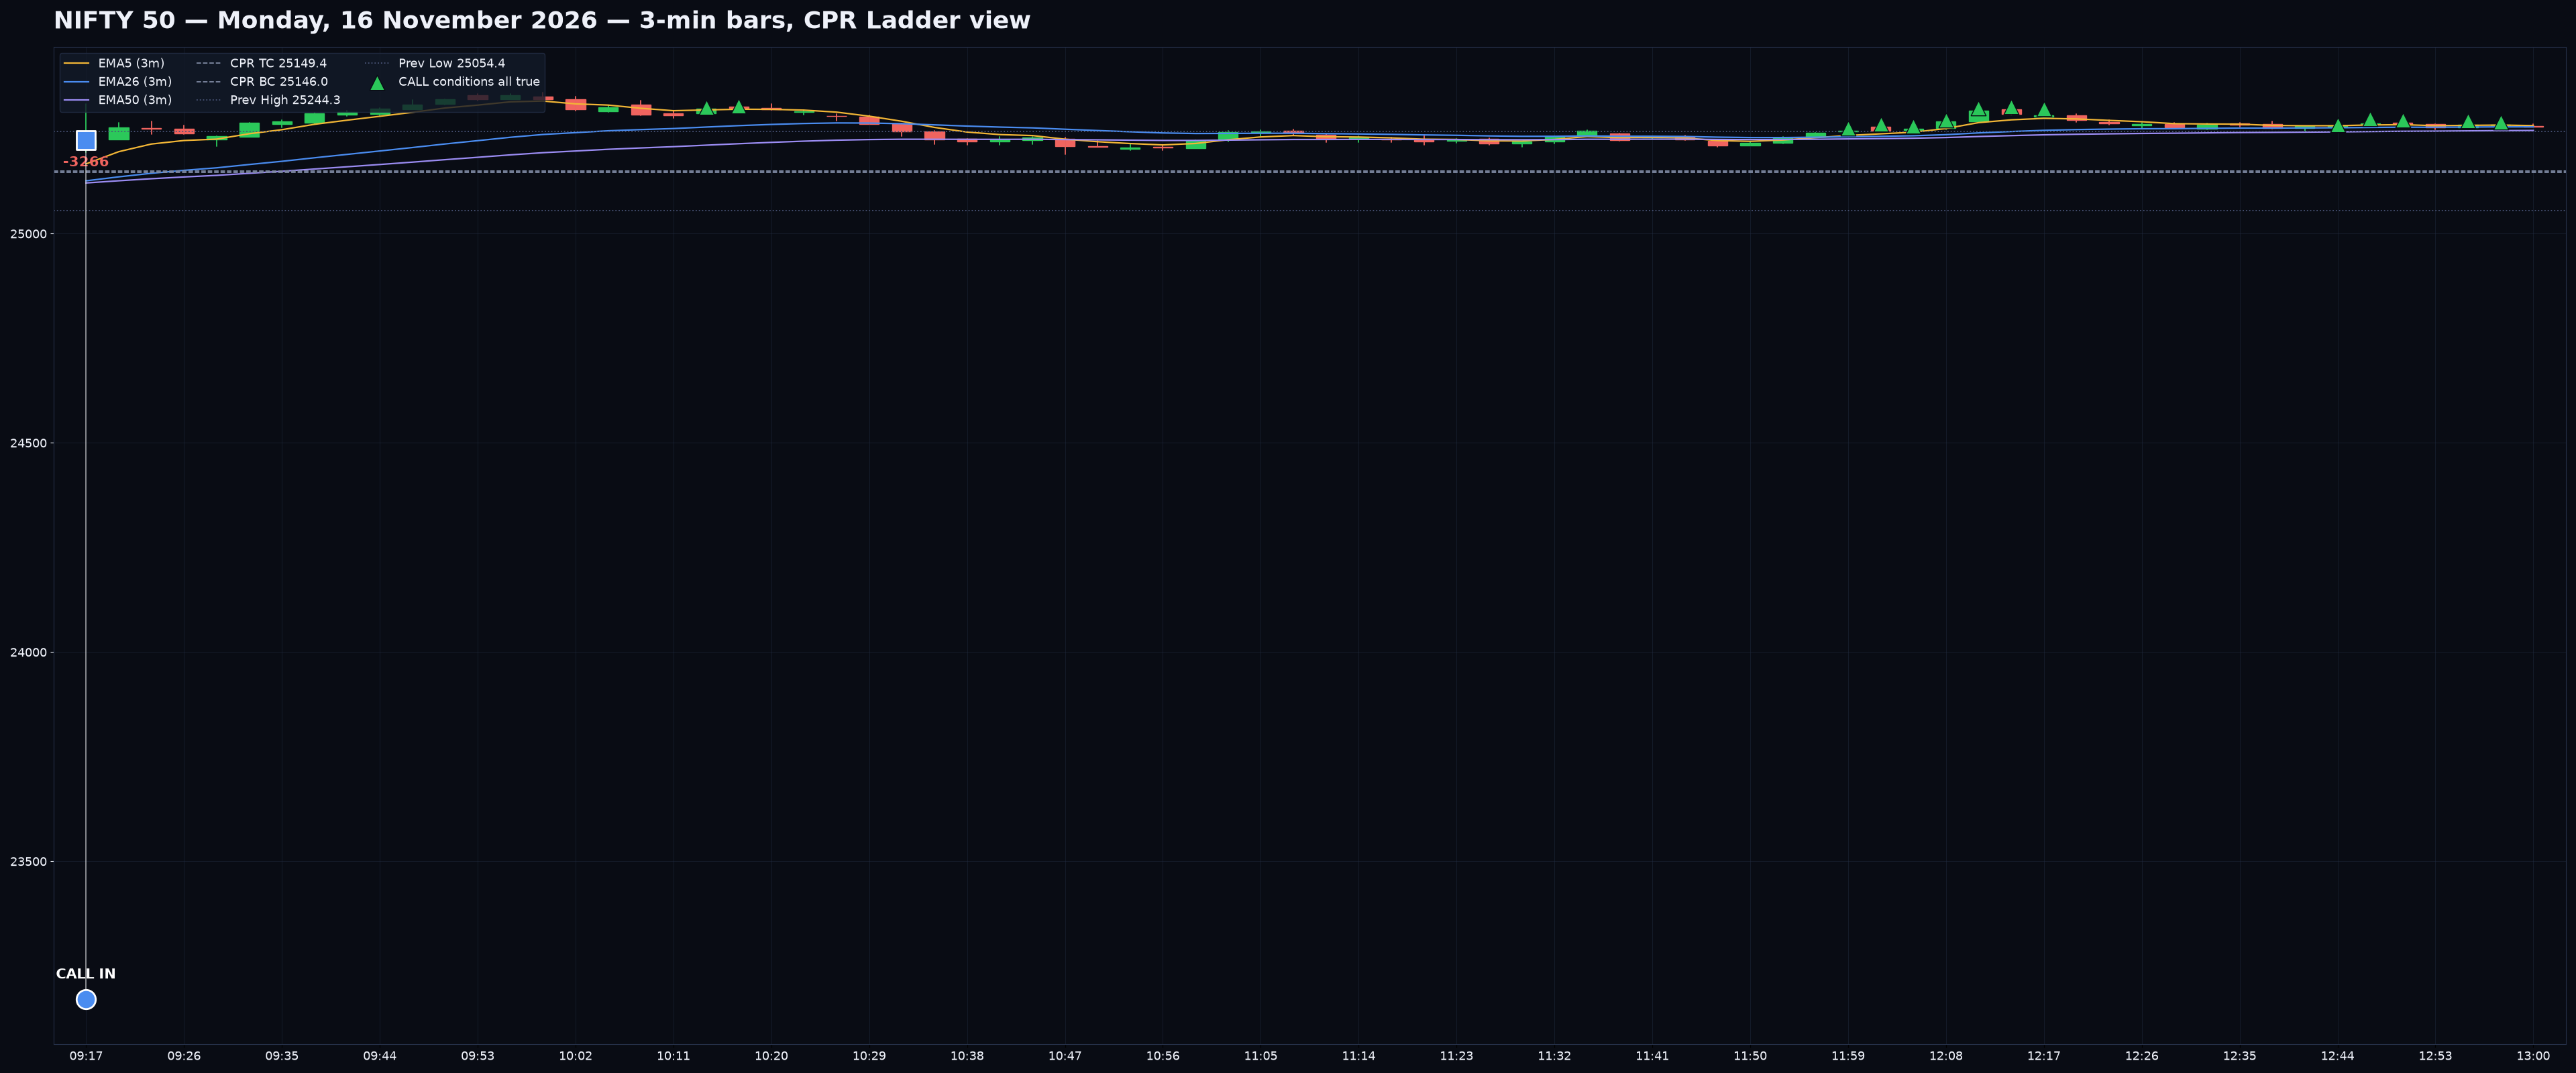 NIFTY 50 — Monday, 16 November 2026 — 3-min bars, CPR Ladder view
EMA5 (3m)
EMA26 (3m)
EMA50 (3m)
CPR TC 25149.4
CPR BC 25146.0
Prev High 25244.3
Prev Low 25054.4
CALL conditions all true
-3266
25000
24500
24000
23500
CALL IN
09:17 09:26 09:35 09:44 09:53 10:02 10:11 10:20 10:29 10:38 10:47 10:56 11:05 11:14 11:23 11:32 11:41 11:50 11:59 12:08 12:17 12:26 12:35 12:44 12:53 13:00